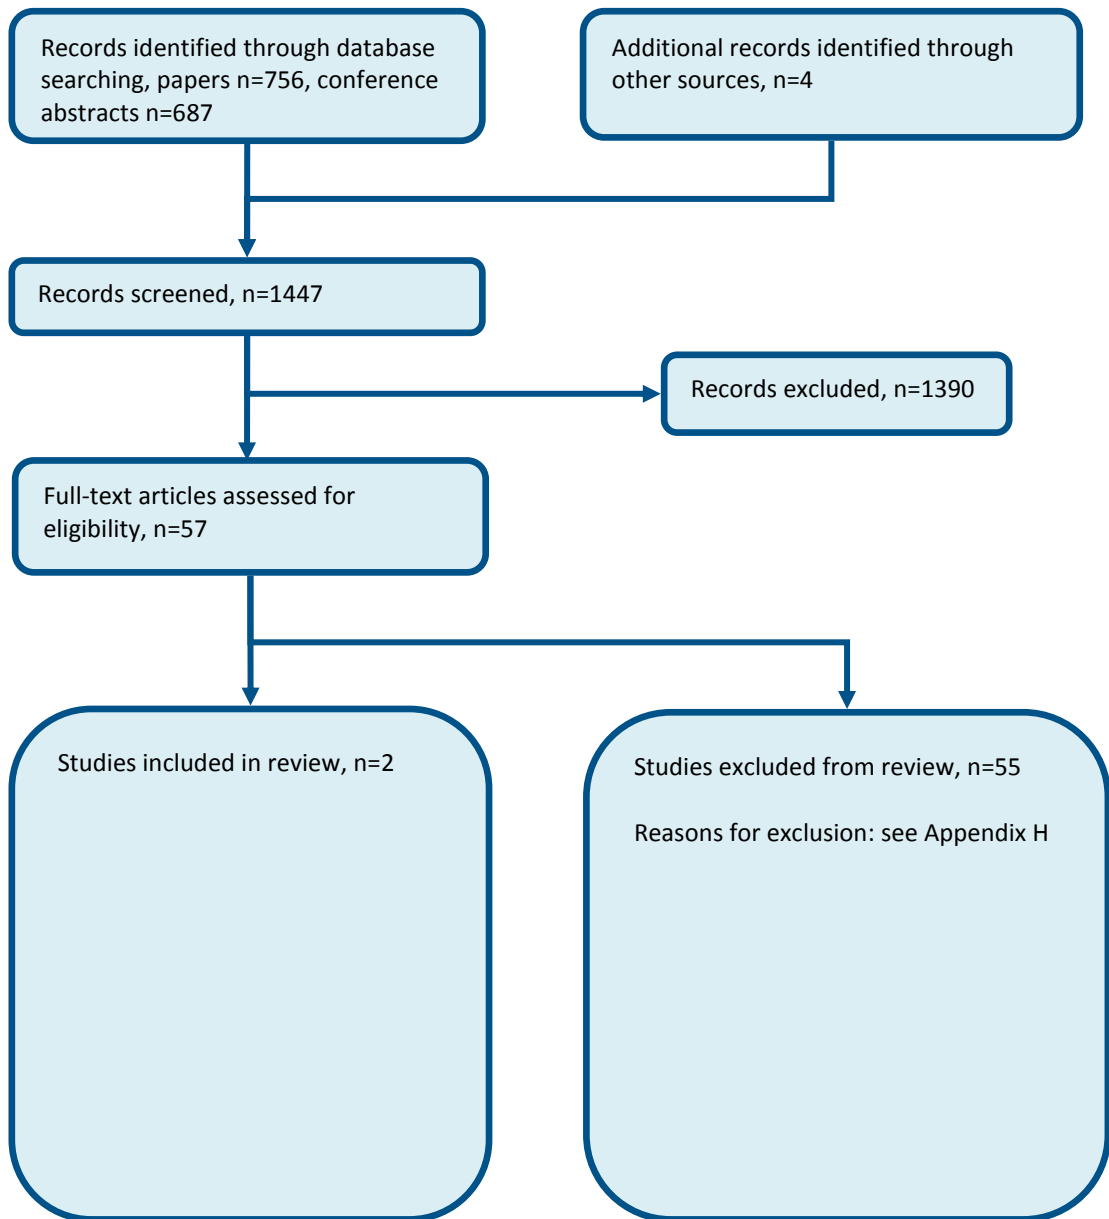 Records identified through database
searching, papers n=756, conference
abstracts n=687
Additional records identified through
other sources, n=4
Records screened, n=1447
Records excluded, n=1390
Full-text articles assessed for
eligibility, n=57
Studies included in review, n=2
Studies excluded from review, n=55
Reasons for exclusion: see Appendix H